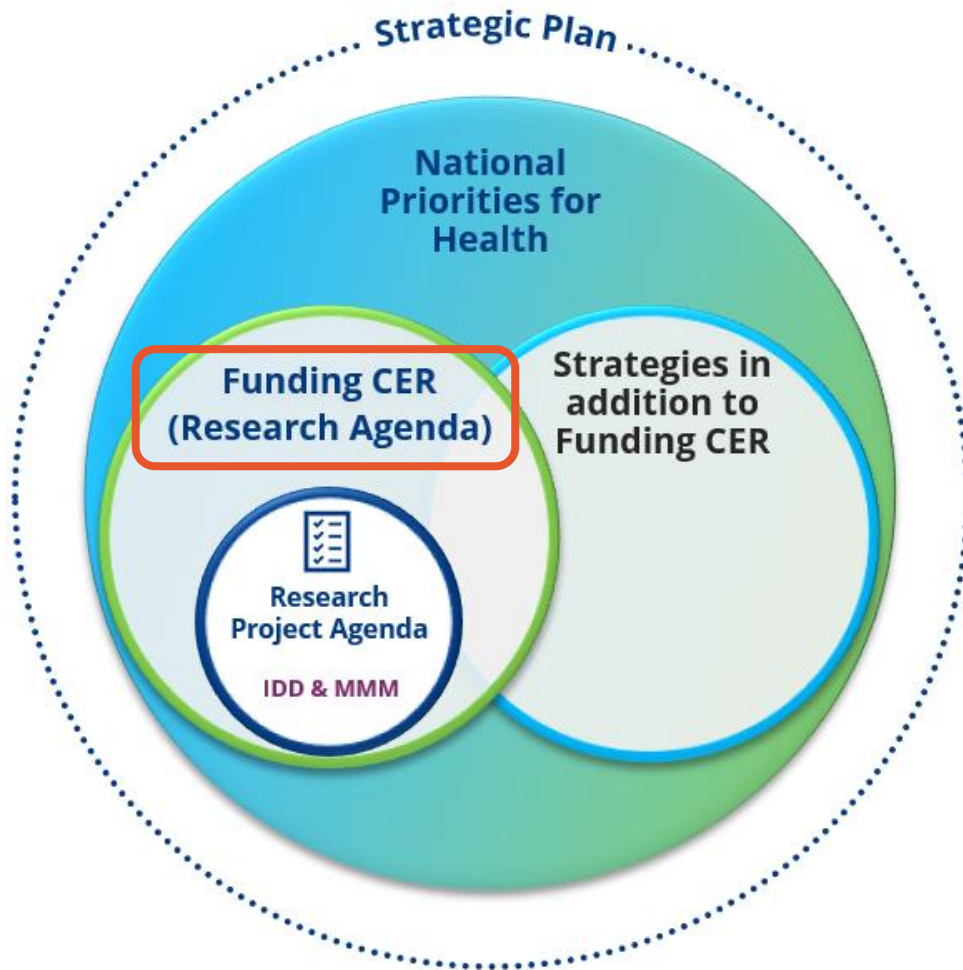 Strategic Plan
National
Priorities for
Health
Funding CER
(Research Agenda)
Strategies in
addition to
Funding CER
Research
Project Agenda
IDD & MMM